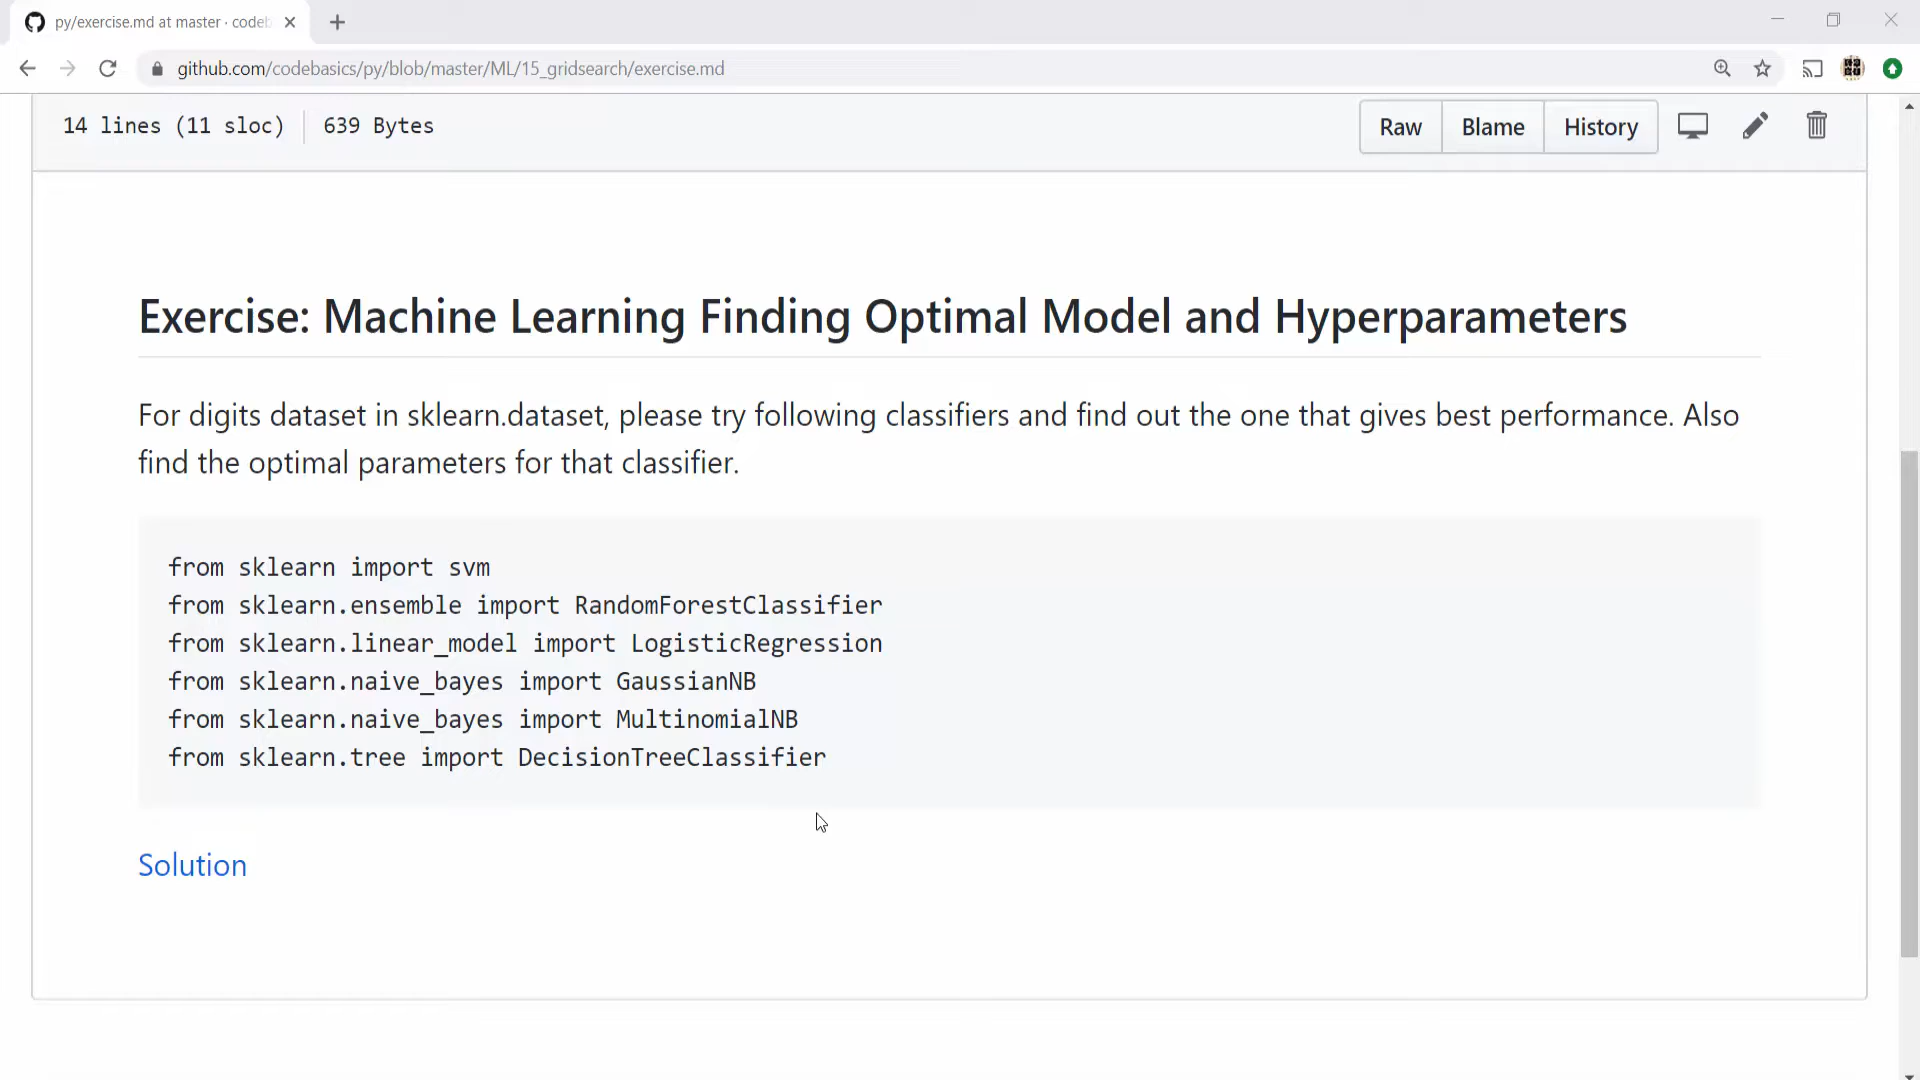 py/exercise.md at master · codeb
github.com/codebasics/py/blob/master/ML/15_gridsearch/exercise.md
14 lines (11 sloc) 639 Bytes
Raw Blame History
Exercise: Machine Learning Finding Optimal Model and Hyperparameters
For digits dataset in sklearn.dataset, please try following classifiers and find out the one that gives best performance. Also
find the optimal parameters for that classifier.
from sklearn import svm
from sklearn.ensemble import RandomForestClassifier
from sklearn.linear_model import LogisticRegression
from sklearn.naive_bayes import GaussianNB
from sklearn.naive_bayes import MultinomialNB
from sklearn.tree import DecisionTreeClassifier
Solution